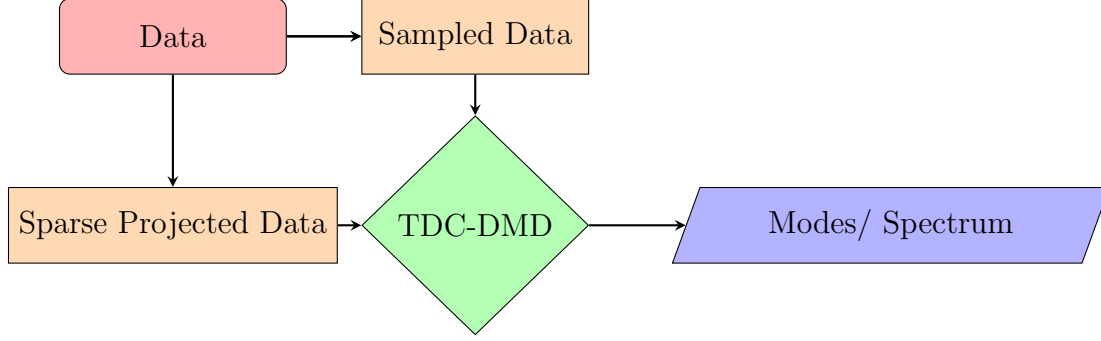 Data
Sampled Data
Sparse Projected Data
TDC-DMD
Modes/ Spectrum